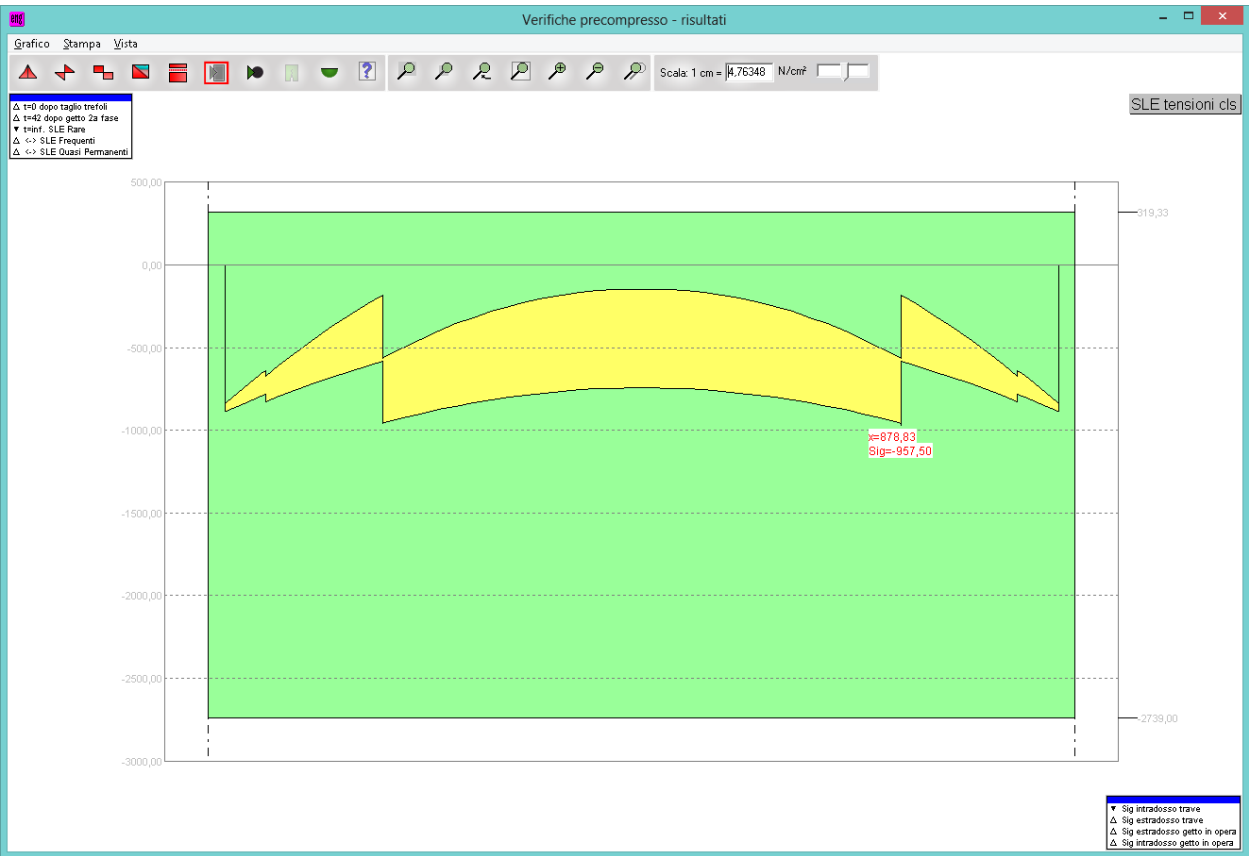 eng
Verifiche precompresso - risultati
Grafico Stampa Vista
Scala: 1 cm = 4,76348 N/cm²
t=0 dopo taglio trefoli
t=42 dopo getto 2a fase
t=inf. SLE Rare
<-> SLE Frequenti
<-> SLE Quasi Permanenti
SLE tensioni cls
500,00
319,33
0,00
-500,00
-1000,00
x=878,83
Sig=-957,50
-1500,00
-2000,00
-2500,00
-2739,00
-3000,00
Sig intradosso trave
Sig estradosso trave
Sig estradosso getto in opera
Sig intradosso getto in opera